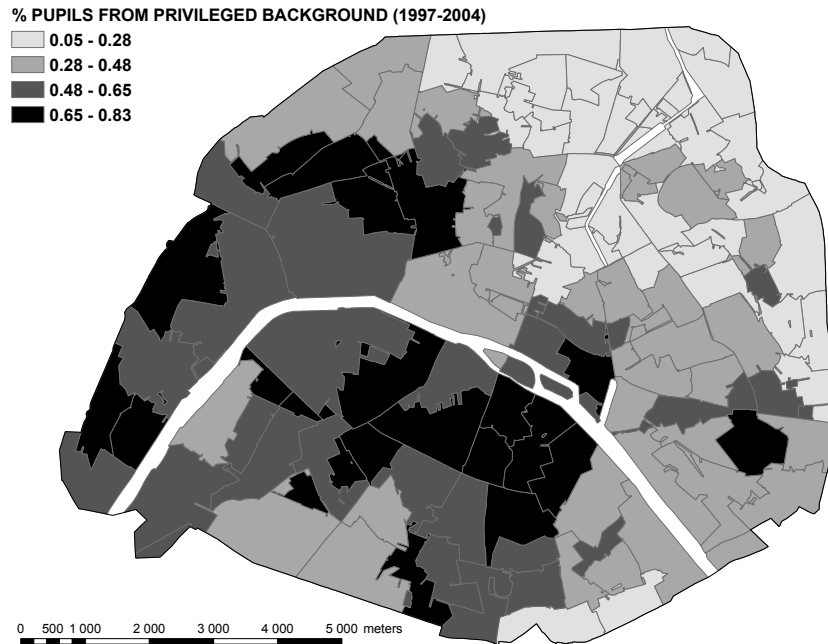 % PUPILS FROM PRIVILEGED BACKGROUND (1997-2004)
0.05 - 0.28
0.28 - 0.48
0.48 - 0.65
0.65 - 0.83
0 500 1 000 2 000 3 000 4 000 5 000 meters